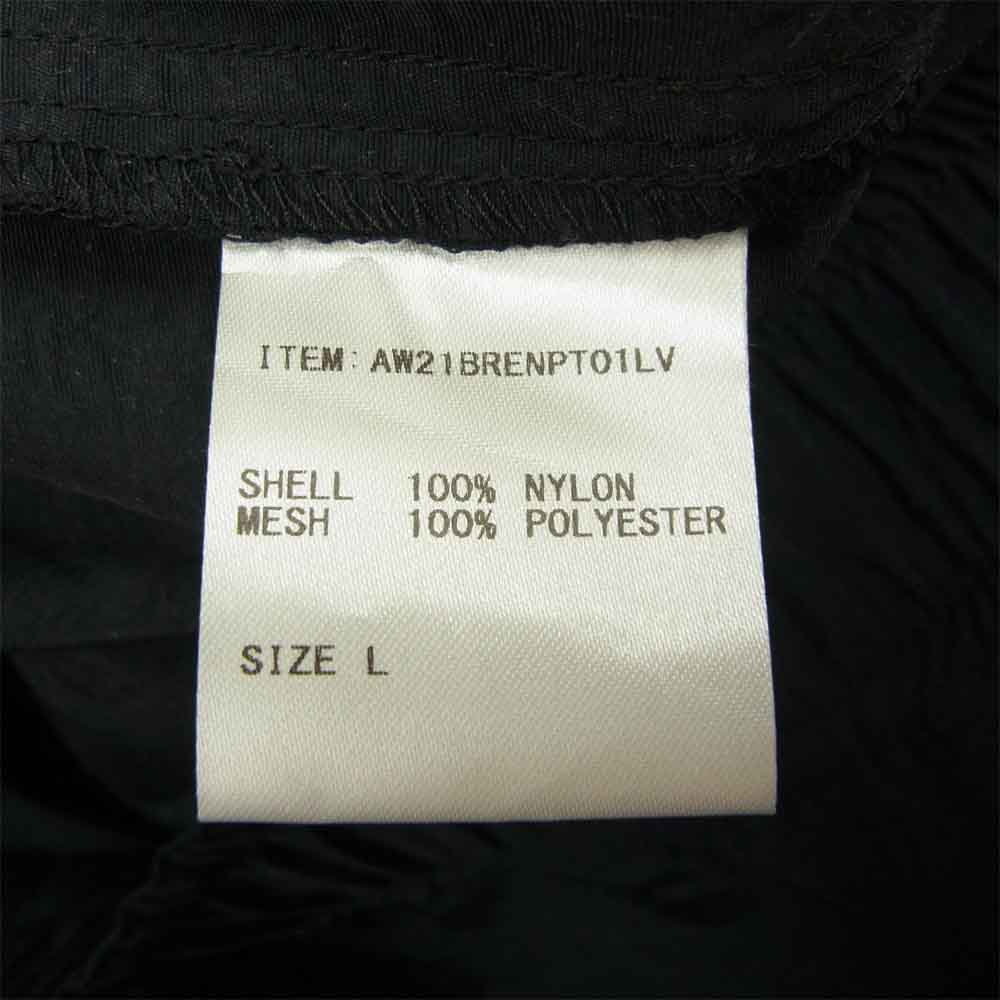 ITEM: AW21BRENPT01LV
SHELL 100% NYLON
MESH 100% POLYESTER
SIZE L